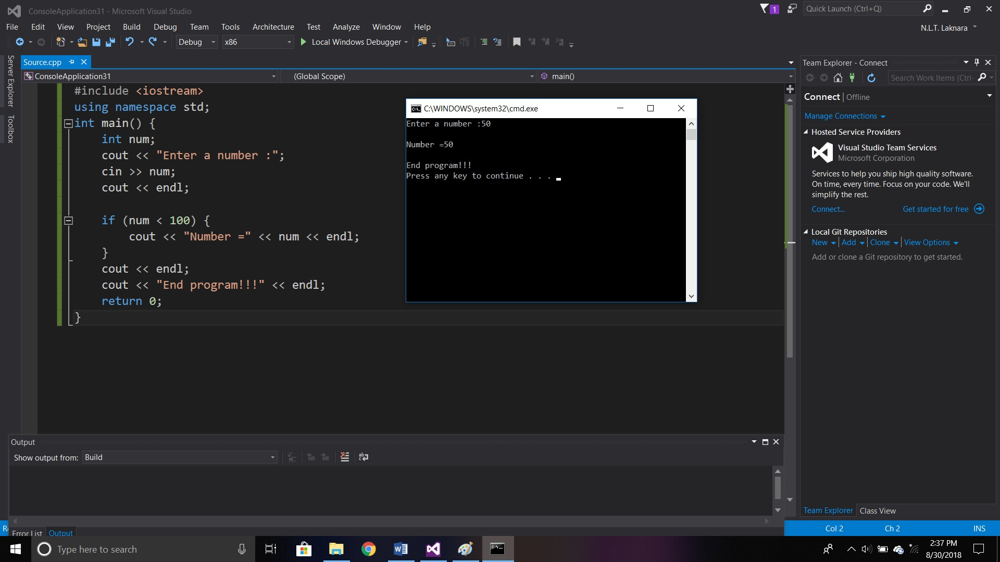 ConsoleApplication31 - Microsoft Visual Studio
1
Quick Launch (Ctrl+Q)
File Edit View Project Build Debug Team Tools Architecture Test Analyze Window Help
N.L.T. Laknara
Debug x86 Local Windows Debugger
Server Explorer
Toolbox
Source.cpp
ConsoleApplication31 (Global Scope) main()
#include <iostream>
using namespace std;
int main() {
    int num;
    cout << "Enter a number :";
    cin >> num;
    cout << endl;
    if (num < 100) {
        cout << "Number =" << num << endl;
    }
    cout << endl;
    cout << "End program!!!" << endl;
    return 0;
}
C:\WINDOWS\system32\cmd.exe
Enter a number :50
Number =50
End program!!!
Press any key to continue . . .
Team Explorer - Connect
Search Work Items (Ctrl-
Connect | Offline
Manage Connections
Hosted Service Providers
Visual Studio Team Services
Microsoft Corporation
Services to help you ship high quality software.
On time, every time. Focus on your code. We'll
simplify the rest.
Connect... Get started for free
Local Git Repositories
New Add Clone View Options
Add or clone a Git repository to get started.
Team Explorer Class View
Output
Show output from: Build
Error List Output
Col 2 Ch 2 INS
Type here to search
2:37 PM
8/30/2018